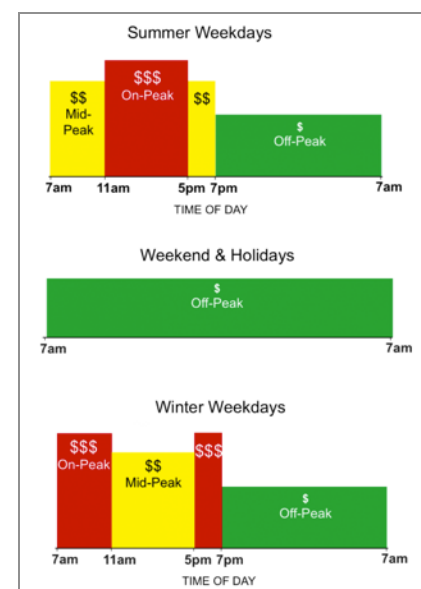 Summer Weekdays
$$$
On-Peak
$$
Mid-
Peak
$$
$
Off-Peak
7am 11am 5pm 7pm 7am
TIME OF DAY
Weekend & Holidays
$
Off-Peak
7am 7am
Winter Weekdays
$$$
On-Peak
$$
Mid-Peak
$$$
$
Off-Peak
7am 11am 5pm 7pm 7am
TIME OF DAY